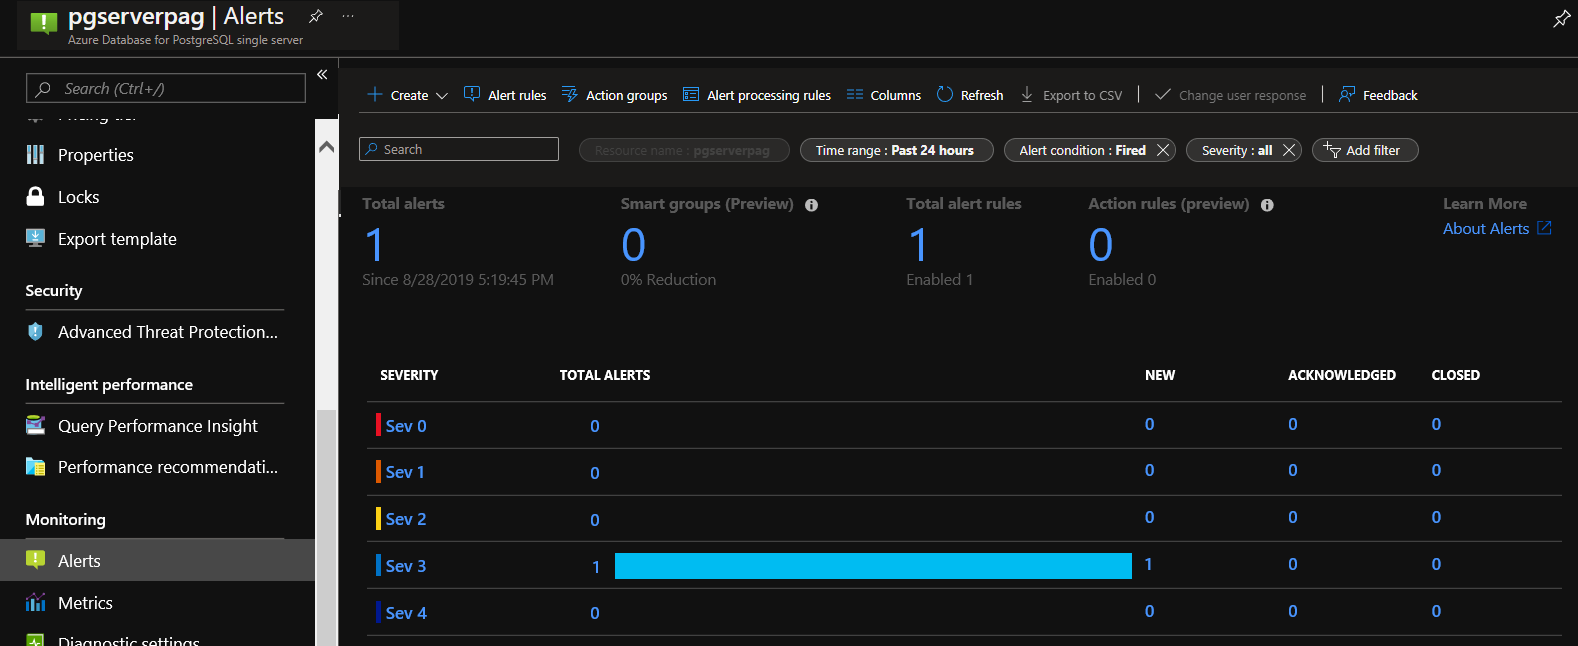 pgserverpag | Alerts
Azure Database for PostgreSQL single server
Search (Ctrl+/)
«
Pricing tier
Properties
Locks
Export template
Security
Advanced Threat Protection...
Intelligent performance
Query Performance Insight
Performance recommendati...
Monitoring
Alerts
Metrics
Diagnostic settings
Create Alert rules Action groups Alert processing rules Columns Refresh Export to CSV Change user response Feedback
Search Resource name : pgserverpag Time range : Past 24 hours Alert condition : Fired Severity : all Add filter
Total alerts Smart groups (Preview) Total alert rules Action rules (preview) Learn More
1 0 1 0 About Alerts
Since 8/28/2019 5:19:45 PM 0% Reduction Enabled 1 Enabled 0
SEVERITY TOTAL ALERTS NEW ACKNOWLEDGED CLOSED
Sev 0 0 0 0 0
Sev 1 0 0 0 0
Sev 2 0 0 0 0
Sev 3 1 1 0 0
Sev 4 0 0 0 0